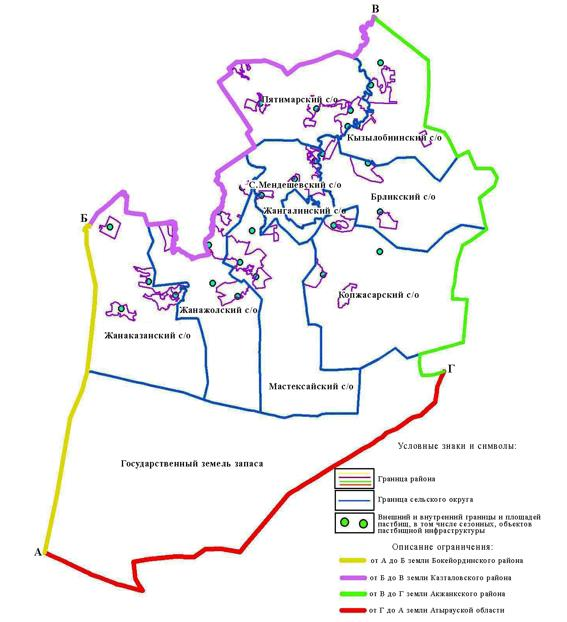 В
Пятимарский с/о
Кызылобинский с/о
С.Мендешевский с/о
Брликский с/о
Жангалинский с/о
Б
Копжасарский с/о
Жанажолский с/о
Жанаказанский с/о
Г
Мастексайский с/о
Условные знаки и символы:
Государственный земель запаса
Граница района
Граница сельского округа
Внешний и внутренний границы и площадей
пастбищ, в том числе сезонных, объектов
пастбищной инфраструктуры
Описание ограничения:
А
от А до Б земли Бокейординского района
от Б до В земли Казталовского района
от В до Г земли Акжаикского района
от Г до А земли Атырауской области